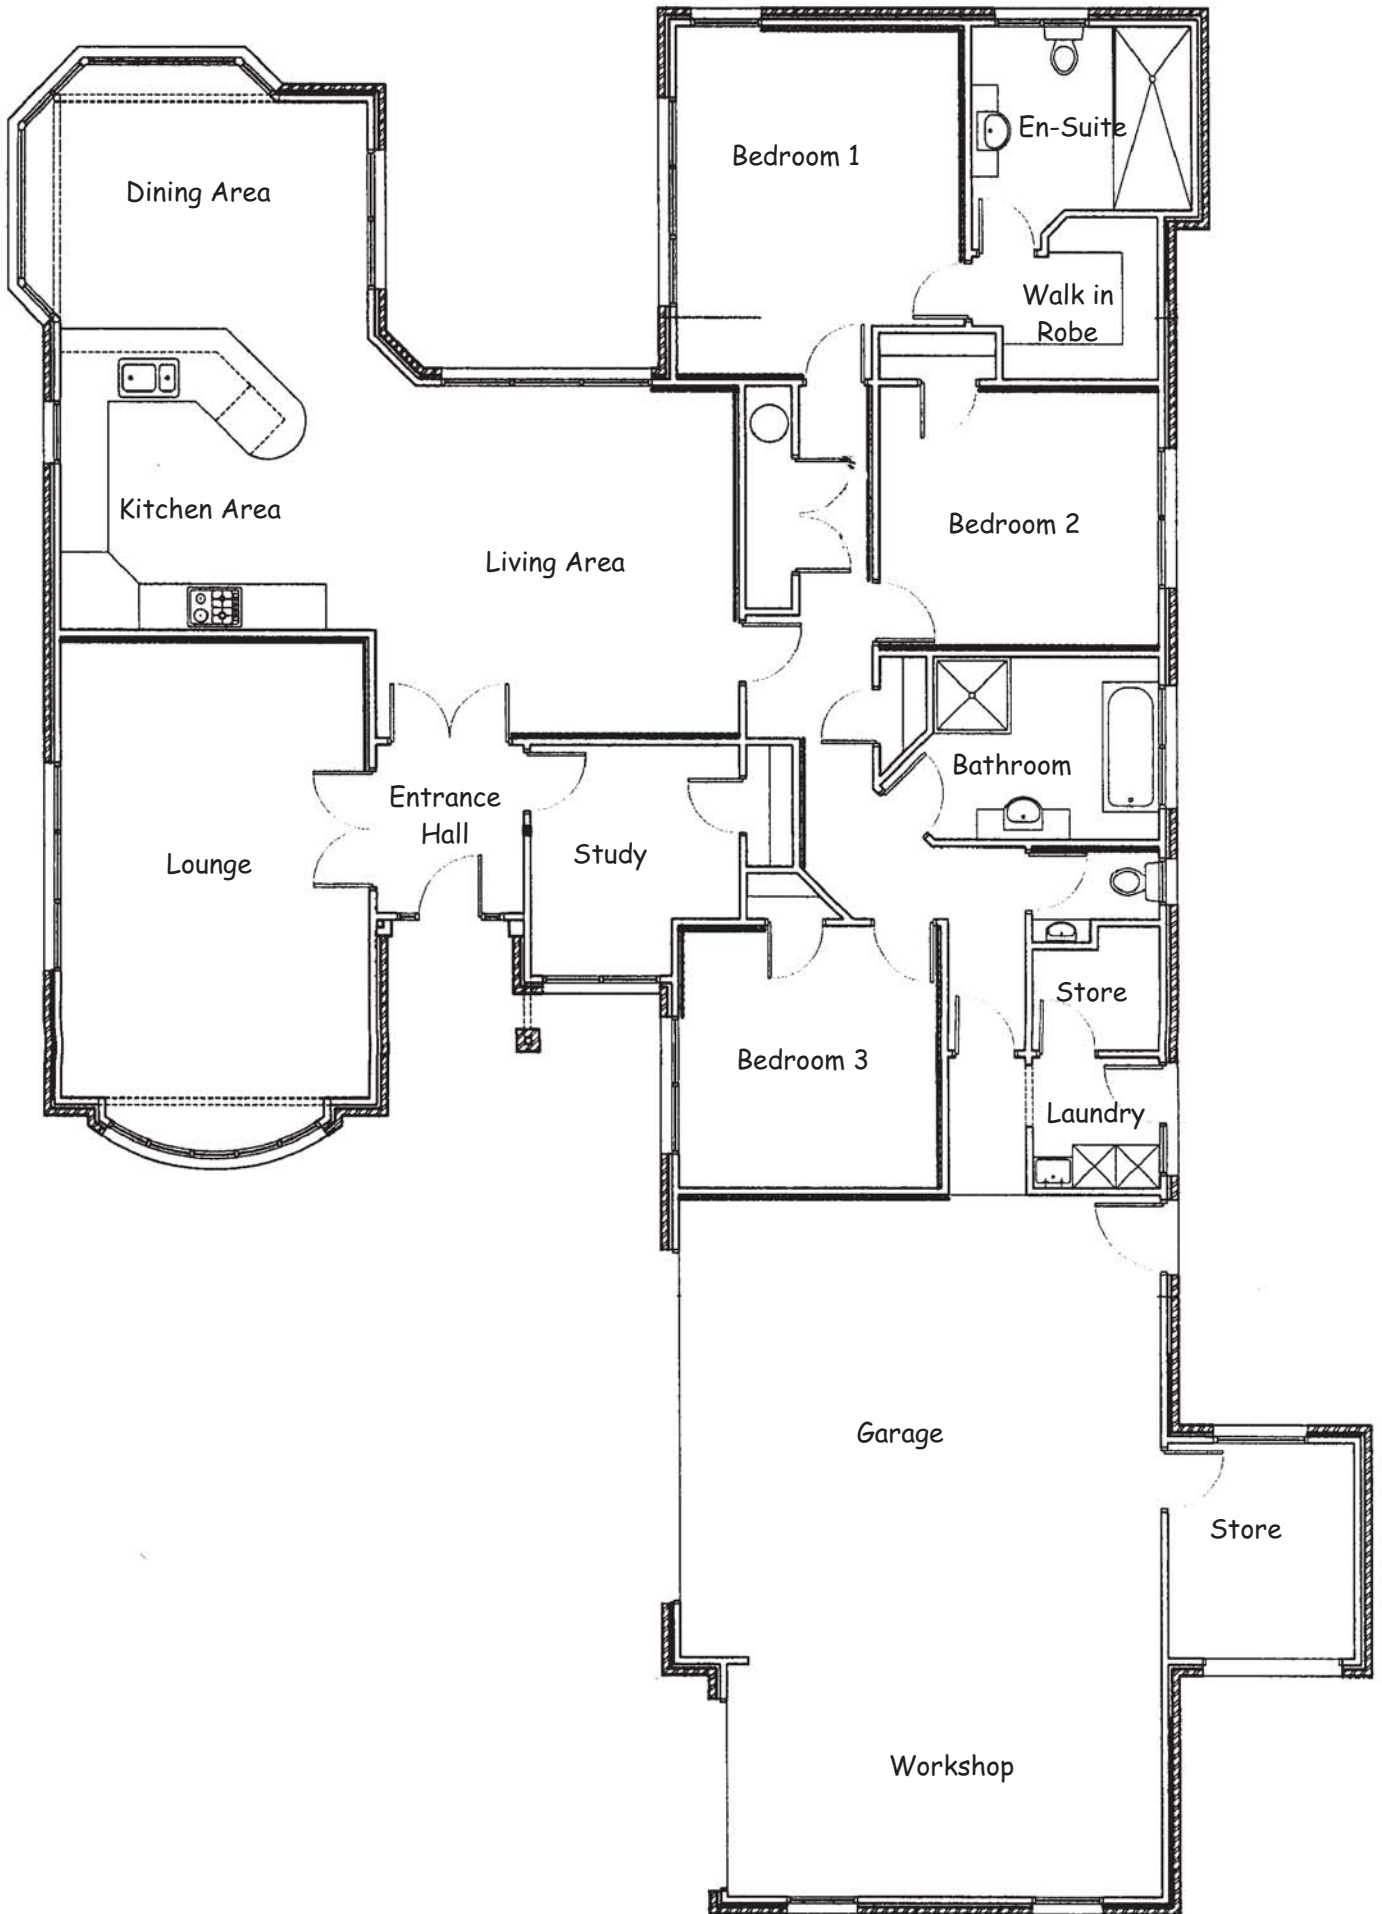 Bedroom 1
En-Suite
Dining Area
Walk in
Robe
Kitchen Area
Bedroom 2
Living Area
Bathroom
Entrance
Hall
Study
Lounge
Store
Bedroom 3
Laundry
Garage
Store
Workshop